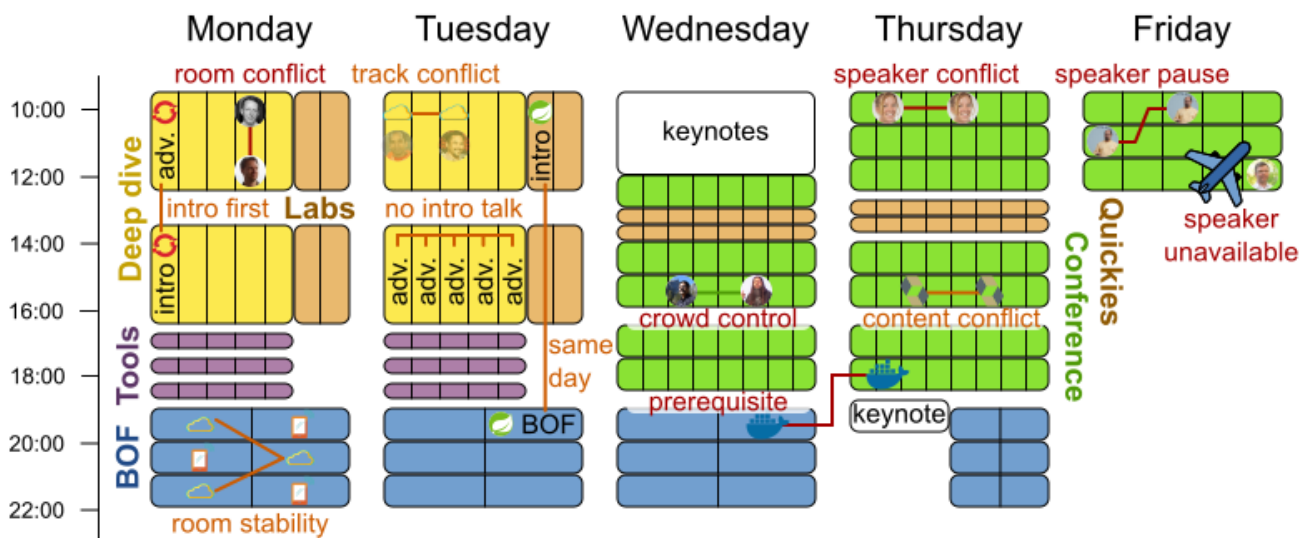 Monday
Tuesday
Wednesday
Thursday
Friday
room conflict
track conflict
speaker conflict
speaker pause
10:00
12:00
14:00
16:00
18:00
20:00
22:00
Deep dive
Tools
BOF
adv.
intro first
intro
Labs
room stability
intro
no intro talk
adv.
adv.
adv.
adv.
adv.
same
day
BOF
keynotes
crowd control
prerequisite
content conflict
keynote
Conference
Quickies
speaker
unavailable